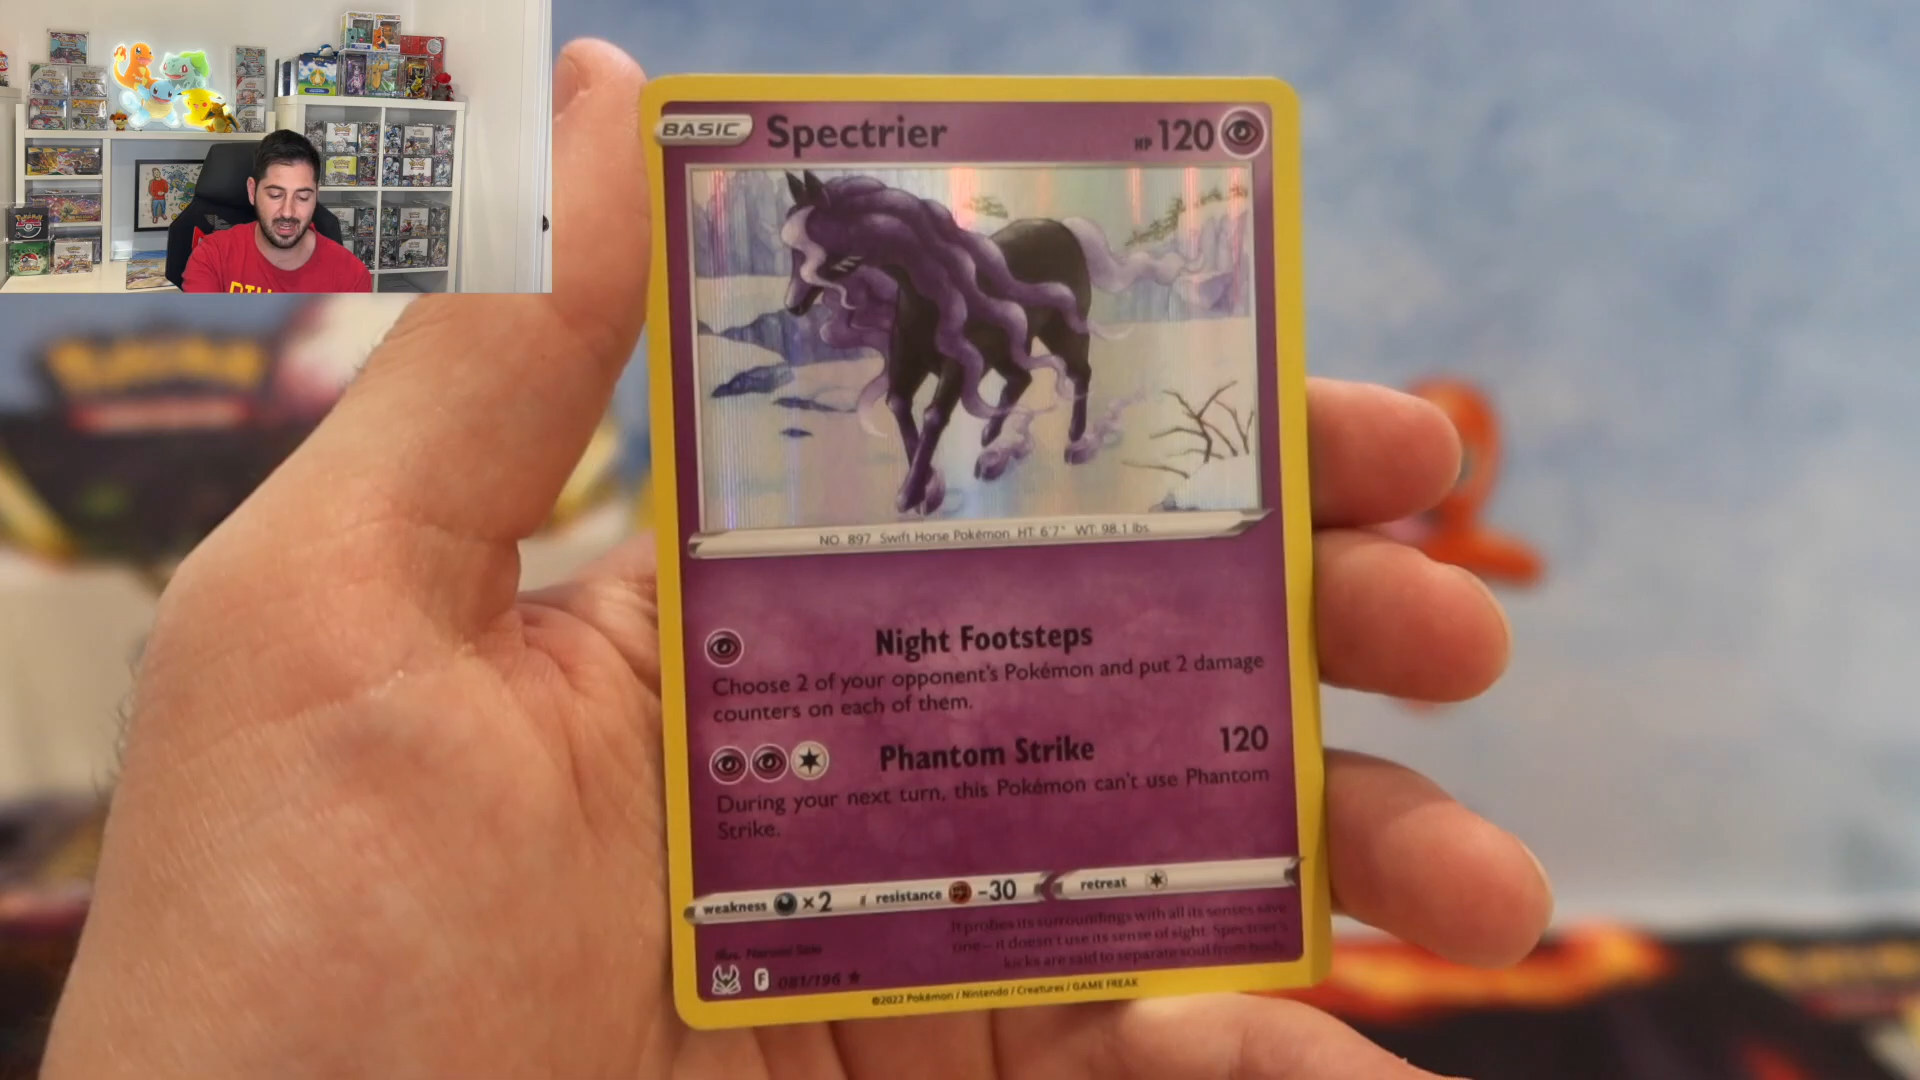 BASIC Spectrier HP 120
NO. 897 Swift Horse Pokémon HT: 6'7" WT: 98.1 lbs.
Night Footsteps
Choose 2 of your opponent's Pokémon and put 2 damage
counters on each of them.
Phantom Strike 120
During your next turn, this Pokémon can't use Phantom
Strike.
weakness ×2 resistance -30 retreat
It probes its surroundings with all its senses save
one—it doesn't use its sense of sight. Spectrier's
kicks are said to separate soul from body.
Illus. Narumi Sato
F 081/196
©2022 Pokémon / Nintendo / Creatures / GAME FREAK